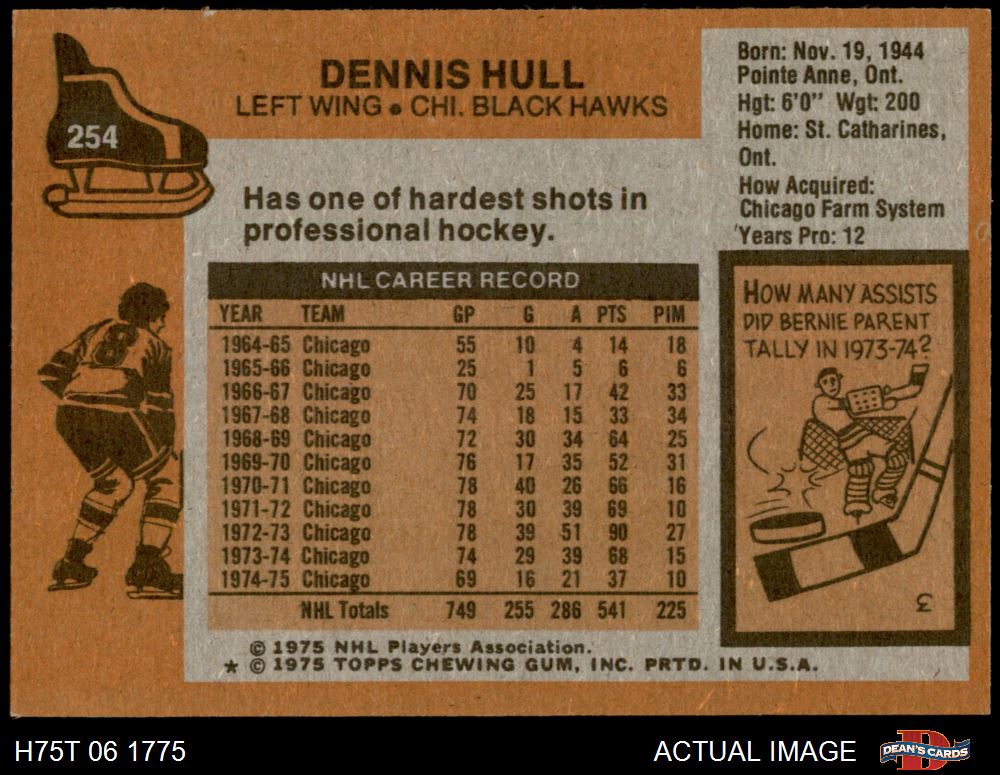 254
DENNIS HULL
LEFT WING • CHI. BLACK HAWKS
Born: Nov. 19, 1944
Pointe Anne, Ont.
Hgt: 6'0" Wgt: 200
Home: St. Catharines,
Ont.
How Acquired:
Chicago Farm System
Years Pro: 12
Has one of hardest shots in
professional hockey.
NHL CAREER RECORD
YEAR TEAM GP G A PTS PIM
1964-65 Chicago 55 10 4 14 18
1965-66 Chicago 25 1 5 6 6
1966-67 Chicago 70 25 17 42 33
1967-68 Chicago 74 18 15 33 34
1968-69 Chicago 72 30 34 64 25
1969-70 Chicago 76 17 35 52 31
1970-71 Chicago 78 40 26 66 16
1971-72 Chicago 78 30 39 69 10
1972-73 Chicago 78 39 51 90 27
1973-74 Chicago 74 29 39 68 15
1974-75 Chicago 69 16 21 37 10
NHL Totals 749 255 286 541 225
HOW MANY ASSISTS
DID BERNIE PARENT
TALLY IN 1973-74?
3
8
© 1975 NHL Players Association.
* © 1975 TOPPS CHEWING GUM, INC. PRTD. IN U.S.A.
H75T 06 1775
ACTUAL IMAGE
D
DEAN'S CARDS